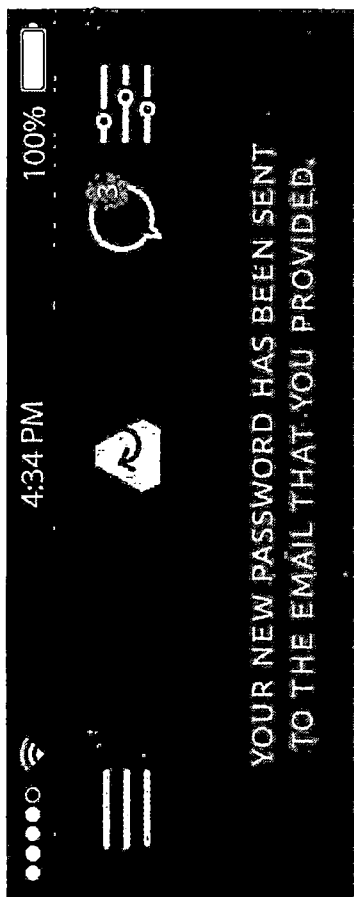 4:34 PM
100%
3
YOUR NEW PASSWORD HAS BEEN SENT
TO THE EMAIL THAT YOU PROVIDED.